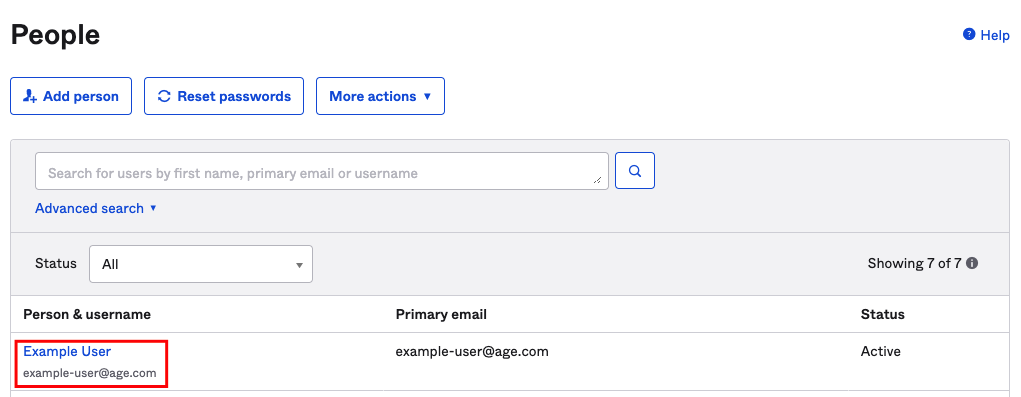 People
Help
Add person
Reset passwords
More actions
Search for users by first name, primary email or username
Advanced search
Status
All
Showing 7 of 7
Person & username
Primary email
Status
Example User
example-user@age.com
Active
example-user@age.com